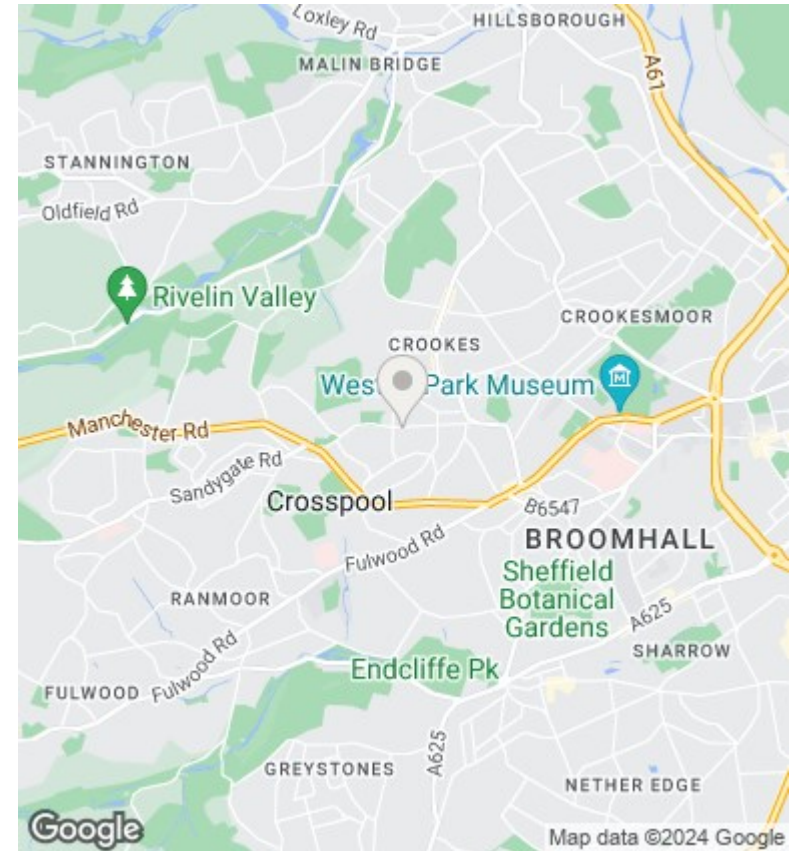 Loxley Rd
HILLSBOROUGH
MALIN BRIDGE
A61
STANNINGTON
Oldfield Rd
Rivelin Valley
CROOKESMOOR
CROOKES
Wes Park Museum
M
Manchester Rd
Sandygate Rd
Crosspool
B6547
BROOMHALL
Fulwood Rd
Sheffield
Botanical
Gardens
RANMOOR
A625
SHARROW
Fulwood Rd
Endcliffe Pk
FULWOOD
A625
GREYSTONES
NETHER EDGE
Google
Map data ©2024 Google